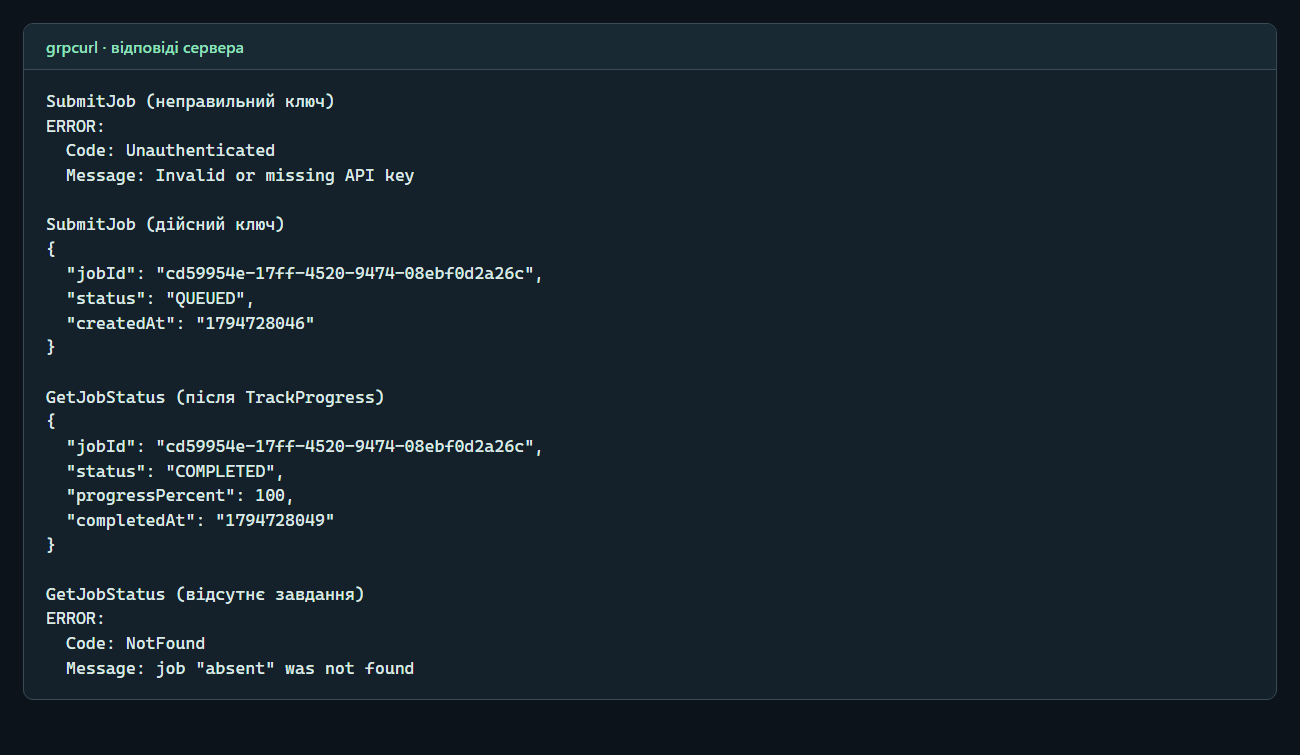 grpcurl · відповіді сервера
SubmitJob (неправильний ключ)
ERROR:
  Code: Unauthenticated
  Message: Invalid or missing API key
SubmitJob (дійсний ключ)
{
  "jobId": "cd59954e-17ff-4520-9474-08ebf0d2a26c",
  "status": "QUEUED",
  "createdAt": "1794728046"
}
GetJobStatus (після TrackProgress)
{
  "jobId": "cd59954e-17ff-4520-9474-08ebf0d2a26c",
  "status": "COMPLETED",
  "progressPercent": 100,
  "completedAt": "1794728049"
}
GetJobStatus (відсутнє завдання)
ERROR:
  Code: NotFound
  Message: job "absent" was not found